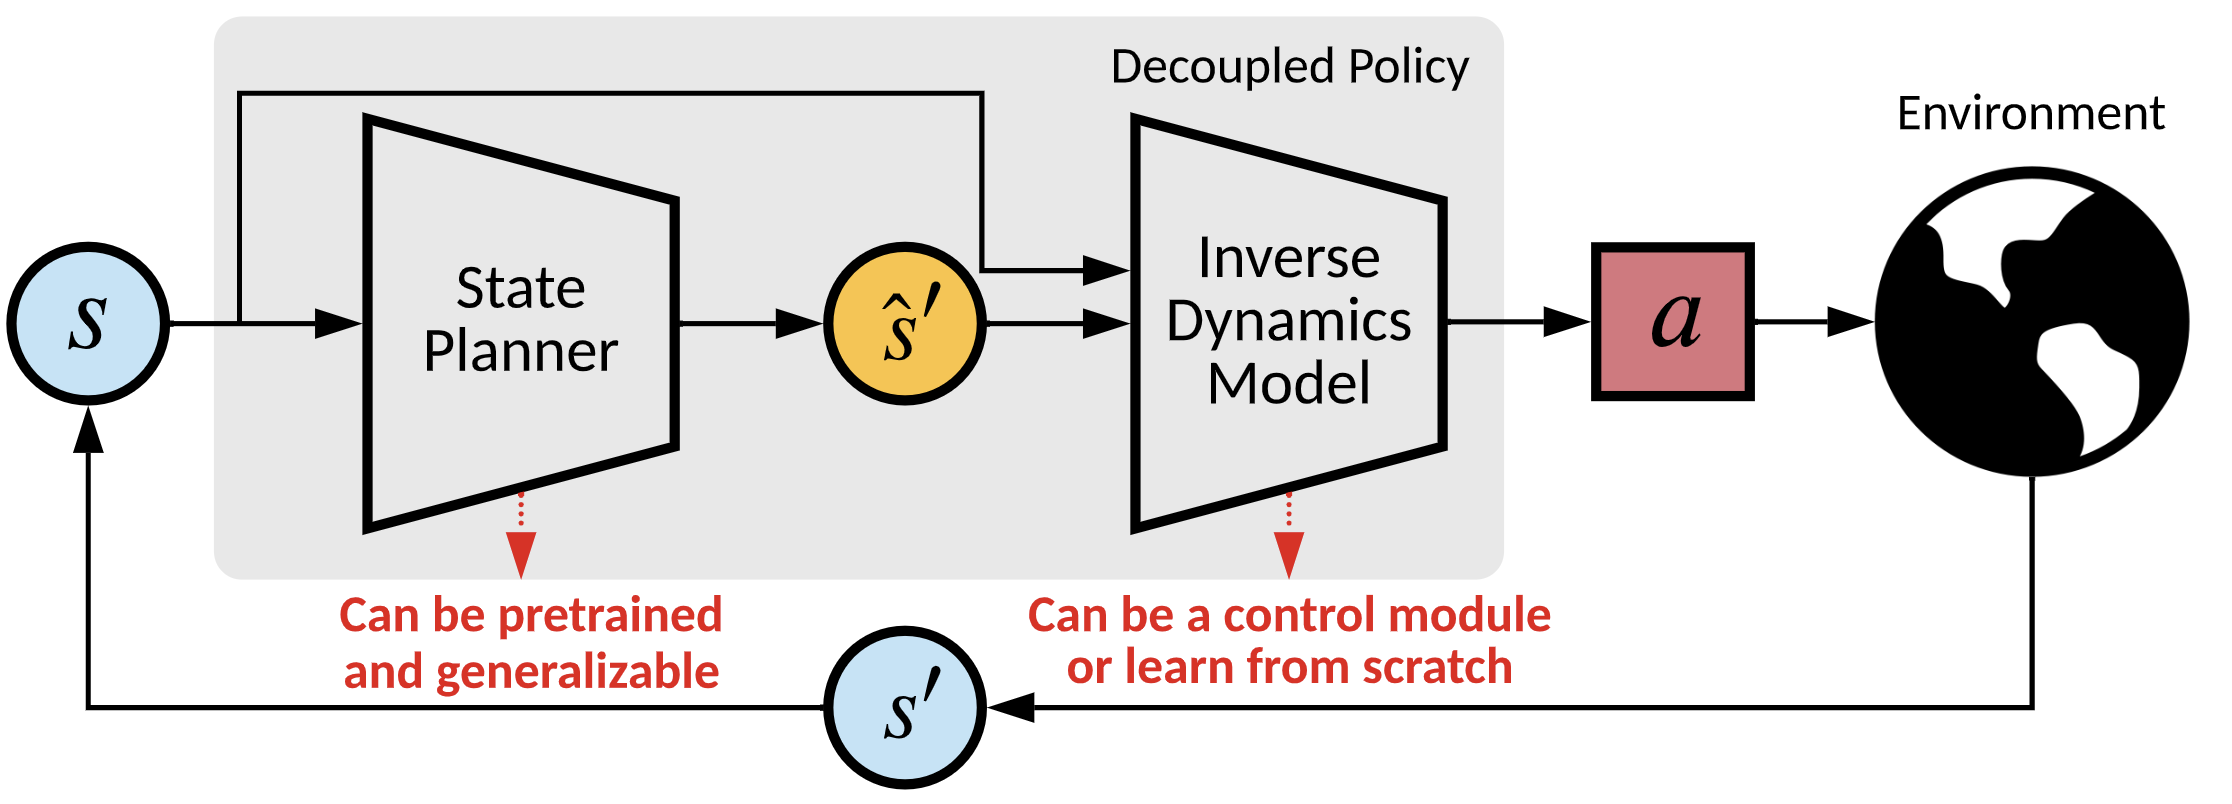 Decoupled Policy
Environment
s
State
Planner
ŝ′
Inverse
Dynamics
Model
a
Can be pretrained
and generalizable
Can be a control module
or learn from scratch
s′